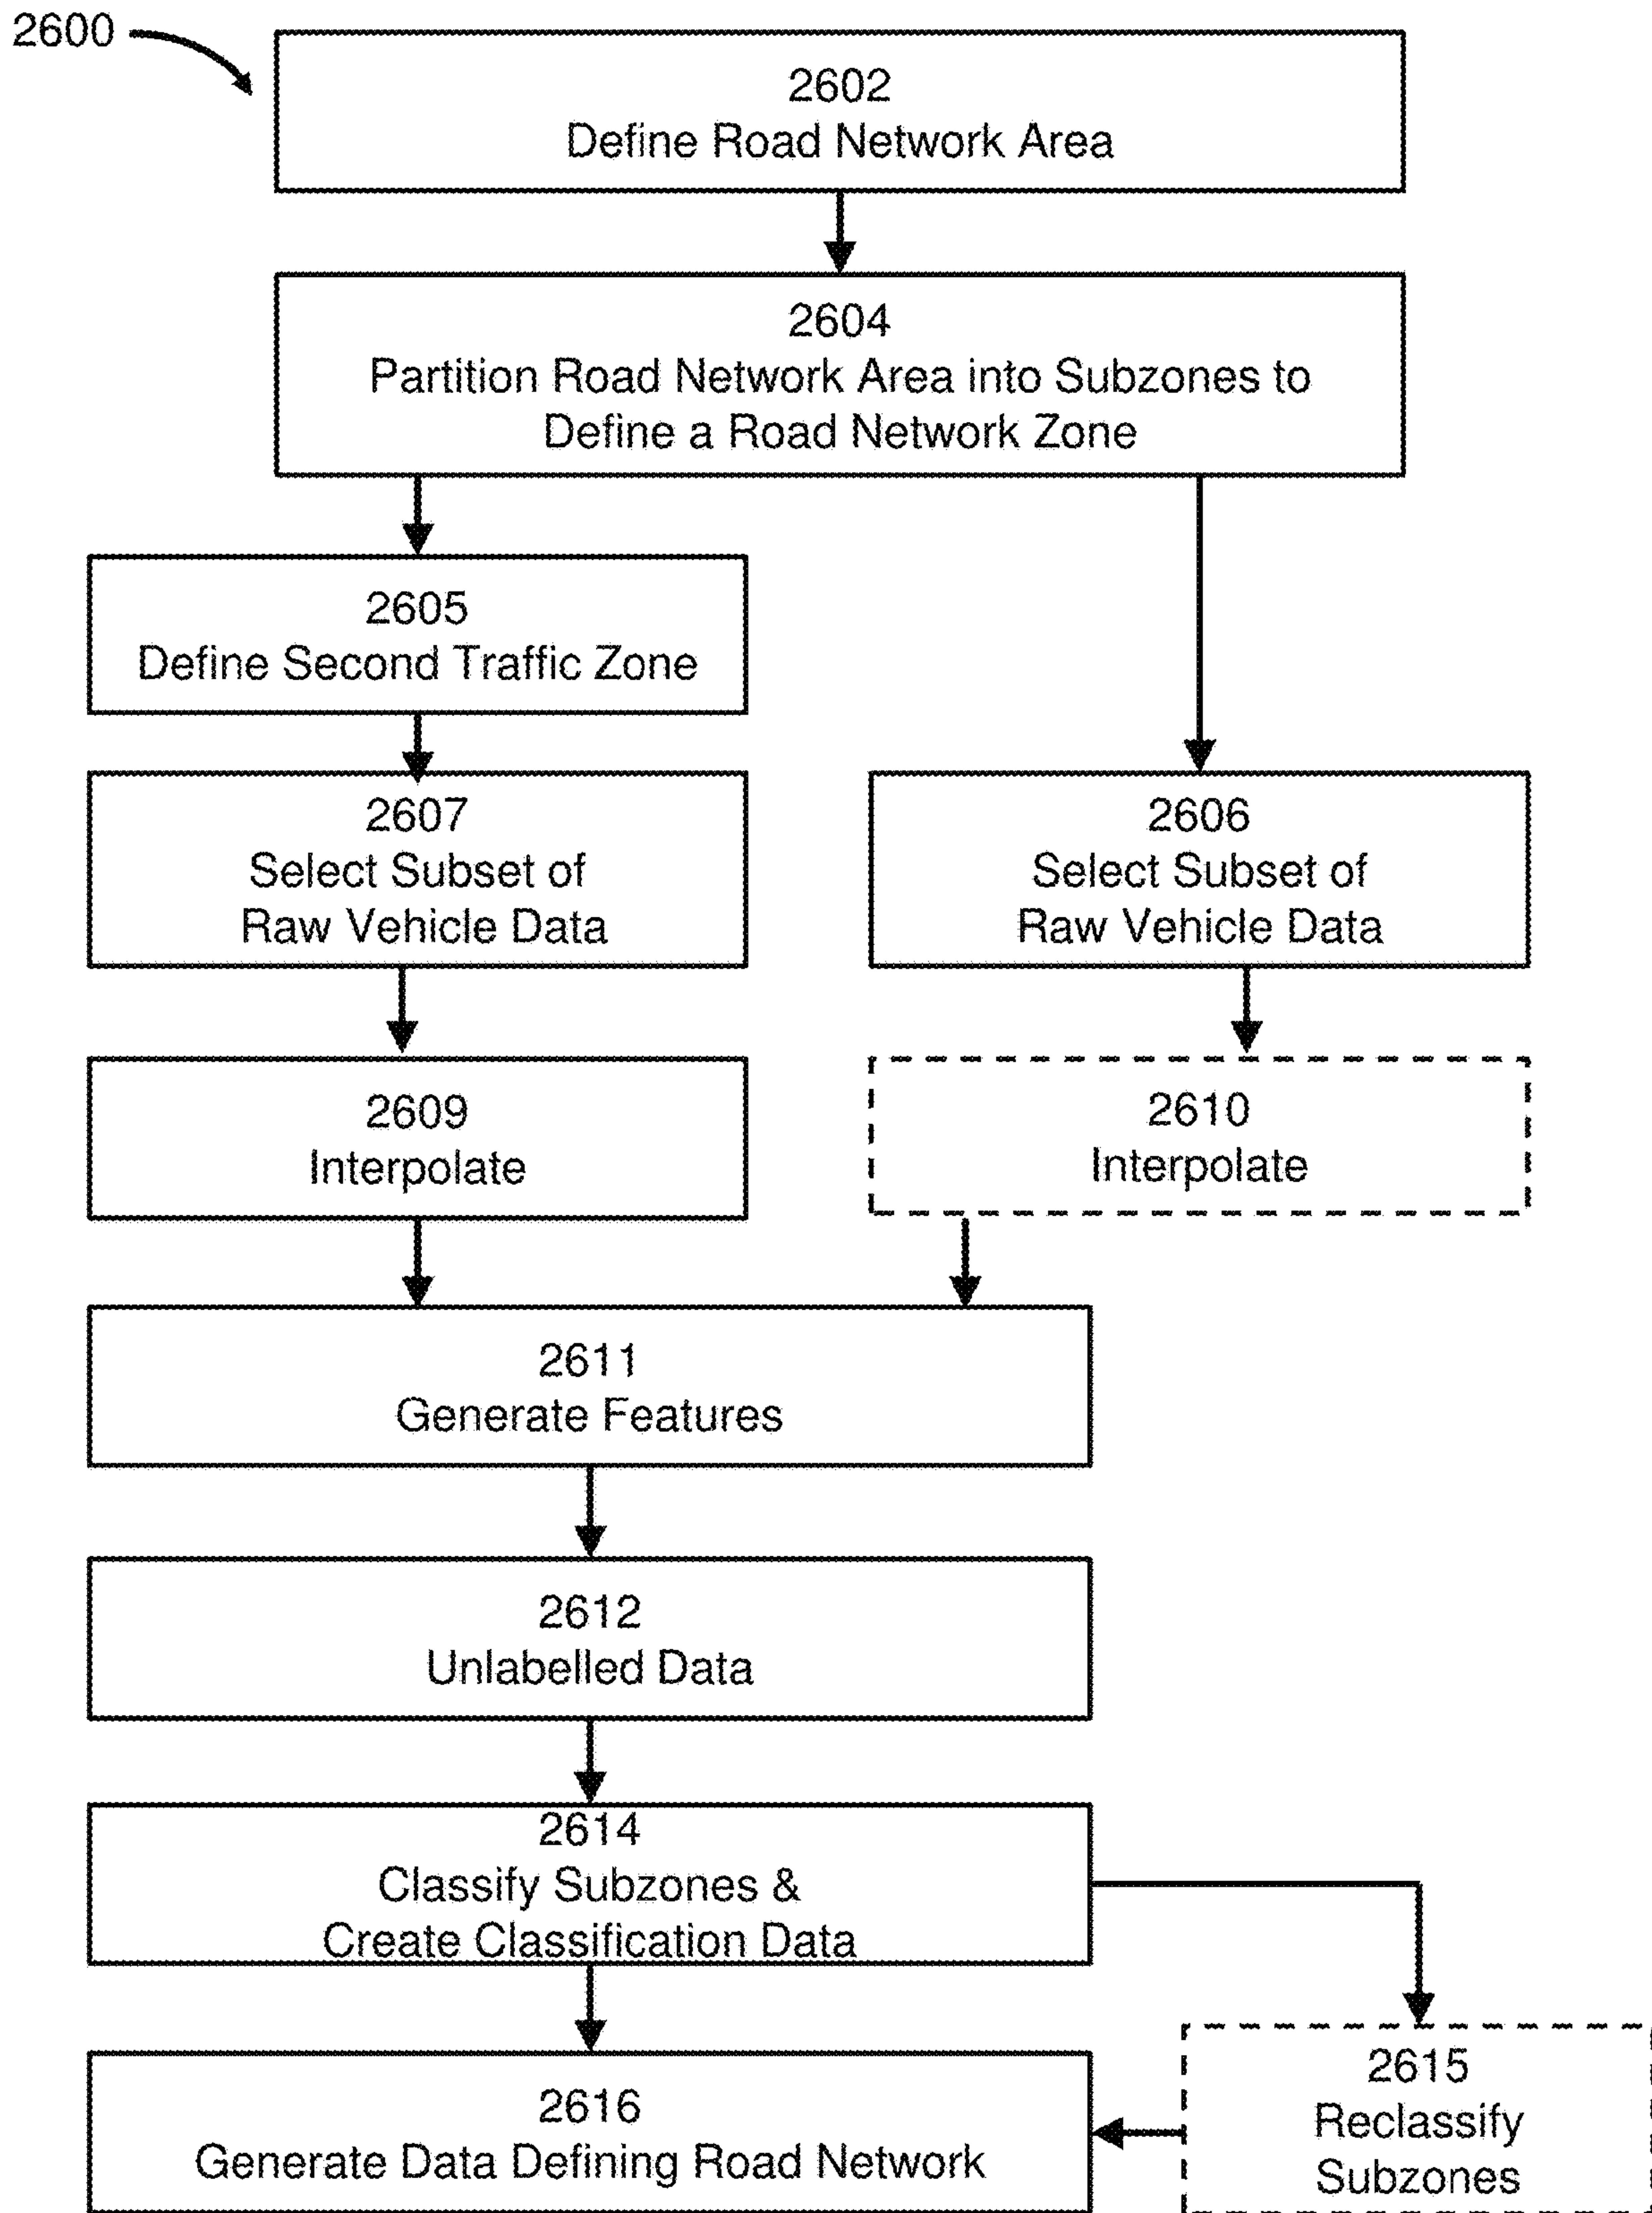 2600
2602
Define Road Network Area
2604
Partition Road Network Area into Subzones to
Define a Road Network Zone
2605
Define Second Traffic Zone
2607
Select Subset of
Raw Vehicle Data
2606
Select Subset of
Raw Vehicle Data
2609
Interpolate
2610
Interpolate
2611
Generate Features
2612
Unlabelled Data
2614
Classify Subzones &
Create Classification Data
2616
Generate Data Defining Road Network
2615
Reclassify
Subzones